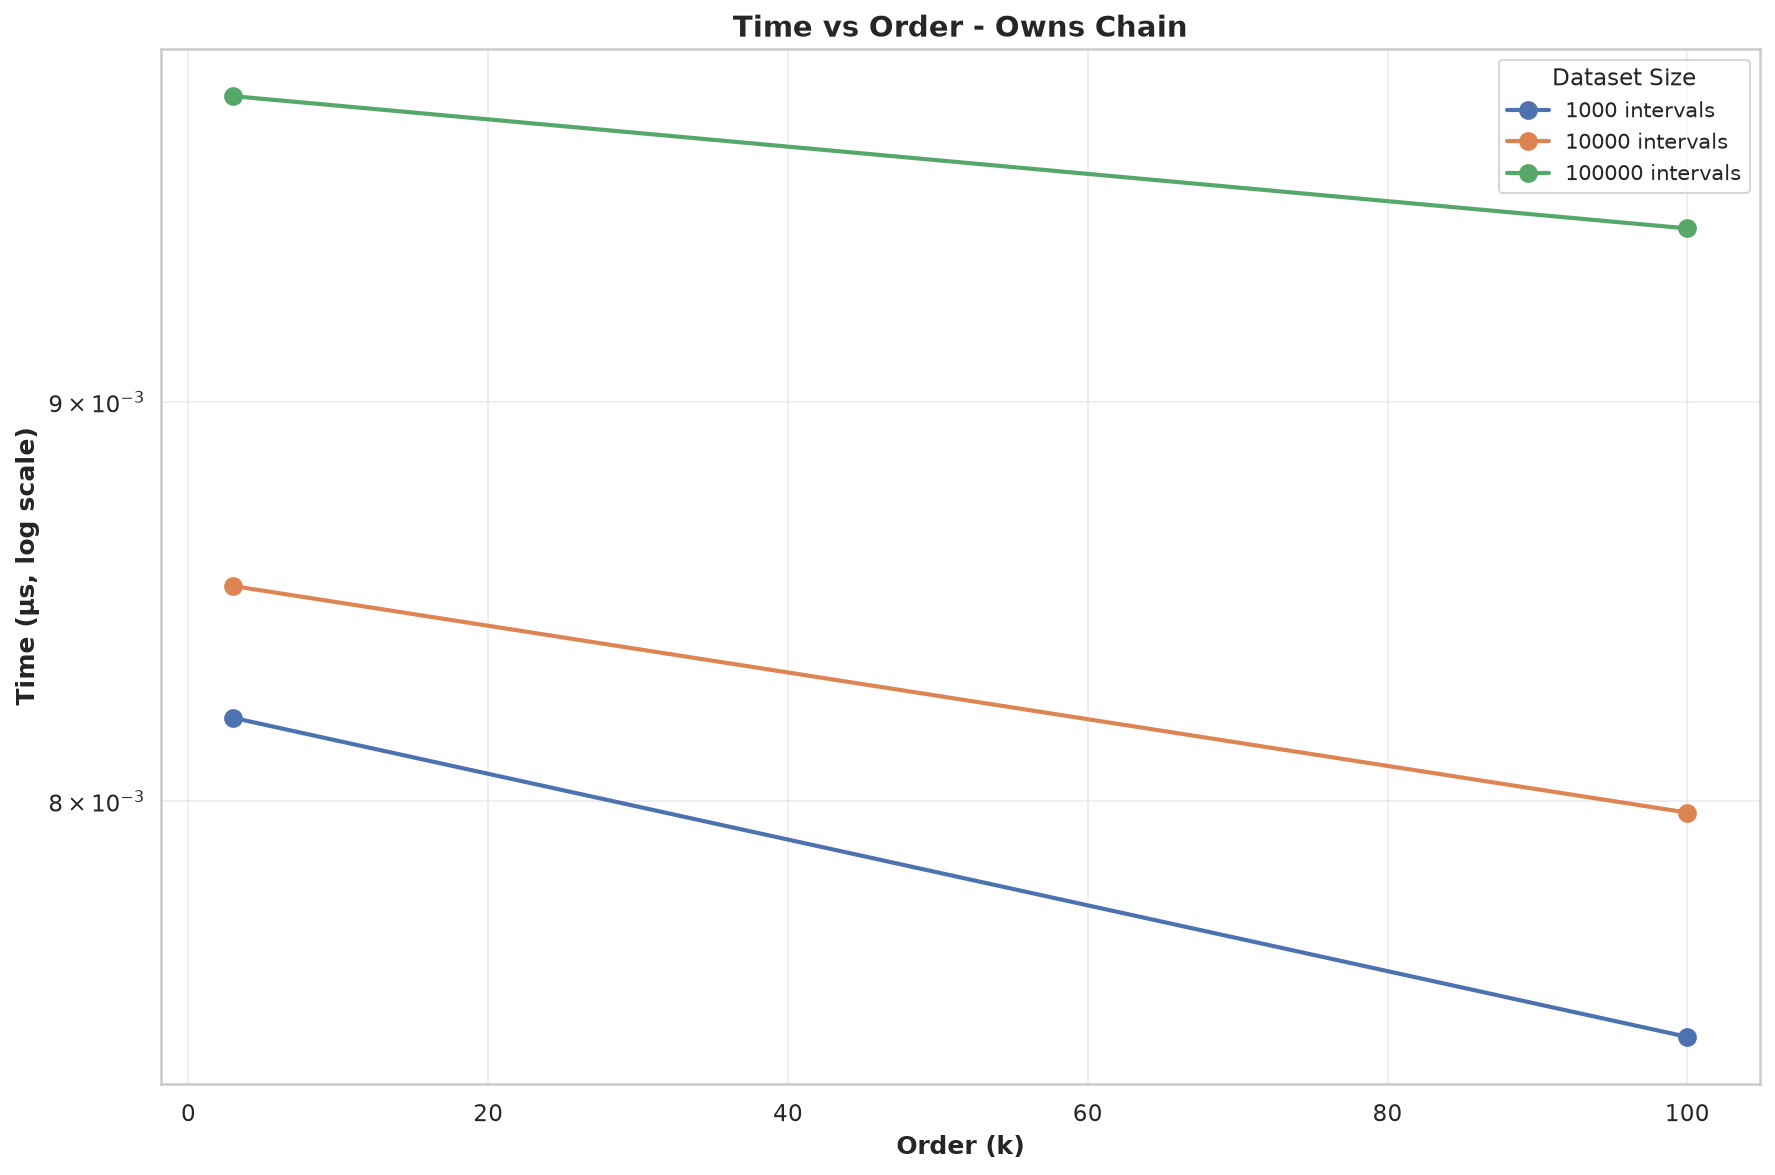 Time vs Order - Owns Chain
Dataset Size
1000 intervals
10000 intervals
100000 intervals
Time (μs, log scale)
9 × 10⁻³
8 × 10⁻³
0 20 40 60 80 100
Order (k)